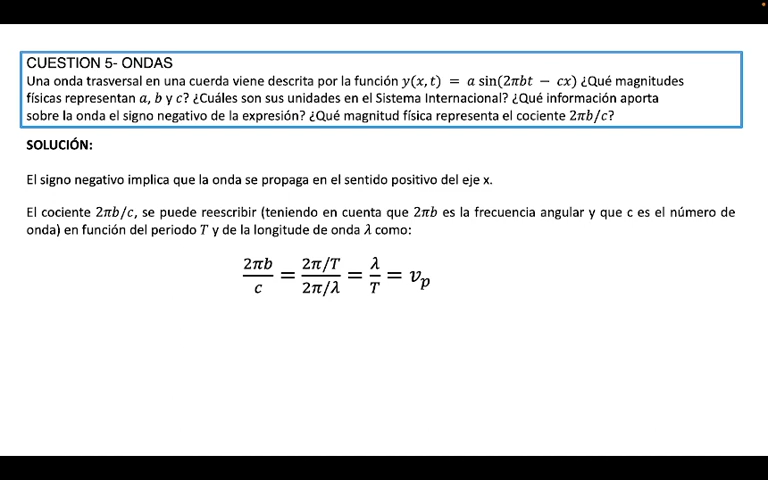 CUESTION 5- ONDAS
Una onda trasversal en una cuerda viene descrita por la función y(x, t) = a sin(2πbt − cx) ¿Qué magnitudes
físicas representan a, b y c? ¿Cuáles son sus unidades en el Sistema Internacional? ¿Qué información aporta
sobre la onda el signo negativo de la expresión? ¿Qué magnitud física representa el cociente 2πb/c?
SOLUCIÓN:
El signo negativo implica que la onda se propaga en el sentido positivo del eje x.
El cociente 2πb/c, se puede reescribir (teniendo en cuenta que 2πb es la frecuencia angular y que c es el número de
onda) en función del periodo T y de la longitude de onda λ como:
2πb/c = (2π/T)/(2π/λ) = λ/T = vₚ